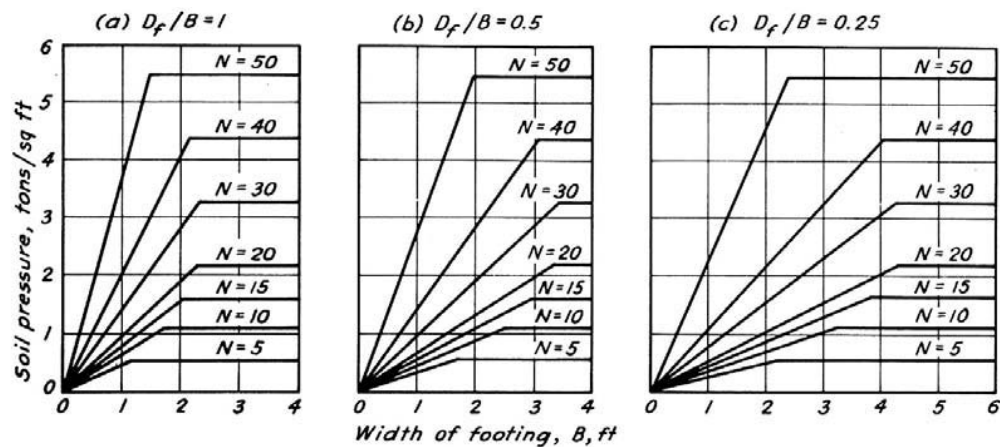 (a) D_f/B = 1
(b) D_f/B = 0.5
(c) D_f/B = 0.25
Soil pressure, tons/sq ft
6
5
4
3
2
1
0
N = 50
N = 40
N = 30
N = 20
N = 15
N = 10
N = 5
0 1 2 3 4
N = 50
N = 40
N = 30
N = 20
N = 15
N = 10
N = 5
0 1 2 3 4
N = 50
N = 40
N = 30
N = 20
N = 15
N = 10
N = 5
0 1 2 3 4 5 6
Width of footing, B, ft